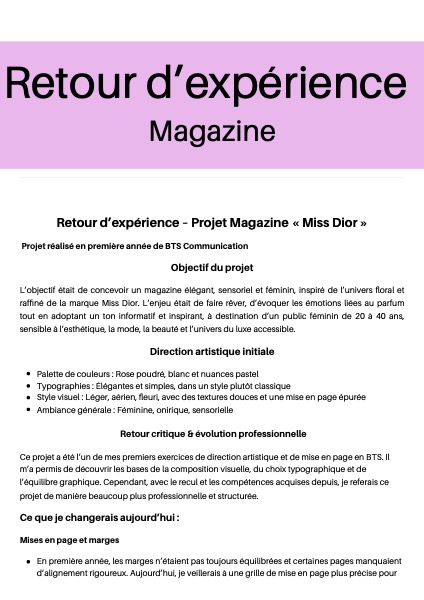 Retour d’expérience
Magazine
Retour d’expérience – Projet Magazine « Miss Dior »
Projet réalisé en première année de BTS Communication
Objectif du projet
L’objectif était de concevoir un magazine élégant, sensoriel et féminin, inspiré de l’univers floral et
raffiné de la marque Miss Dior. L’enjeu était de faire rêver, d’évoquer les émotions liées au parfum
tout en adoptant un ton informatif et inspirant, à destination d’un public féminin de 20 à 40 ans,
sensible à l’esthétique, la mode, la beauté et l’univers du luxe accessible.
Direction artistique initiale
• Palette de couleurs : Rose poudré, blanc et nuances pastel
• Typographies : Élégantes et simples, dans un style plutôt classique
• Style visuel : Léger, aérien, fleuri, avec des textures douces et une mise en page épurée
• Ambiance générale : Féminine, onirique, sensorielle
Retour critique & évolution professionnelle
Ce projet a été l’un de mes premiers exercices de direction artistique et de mise en page en BTS. Il
m’a permis de découvrir les bases de la composition visuelle, du choix typographique et de
l’équilibre graphique. Cependant, avec le recul et les compétences acquises depuis, je referais ce
projet de manière beaucoup plus professionnelle et structurée.
Ce que je changerais aujourd’hui :
Mises en page et marges
• En première année, les marges n’étaient pas toujours équilibrées et certaines pages manquaient
d’alignement rigoureux. Aujourd’hui, je veillerais à une grille de mise en page plus précise pour